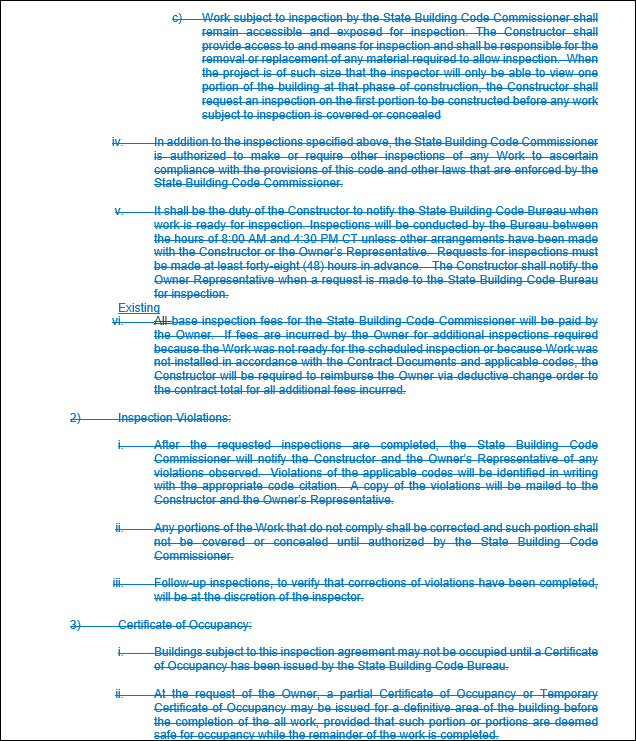 c) Work subject to inspection by the State Building Code Commissioner shall
remain accessible and exposed for inspection. The Constructor shall
provide access to and means for inspection and shall be responsible for the
removal or replacement of any material required to allow inspection. When
the project is of such size that the inspector will only be able to view one
portion of the building at that phase of construction, the Constructor shall
request an inspection on the first portion to be constructed before any work
subject to inspection is covered or concealed
iv. In addition to the inspections specified above, the State Building Code Commissioner
is authorized to make or require other inspections of any Work to ascertain
compliance with the provisions of this code and other laws that are enforced by the
State Building Code Commissioner.
v. It shall be the duty of the Constructor to notify the State Building Code Bureau when
work is ready for inspection. Inspections will be conducted by the Bureau between
the hours of 8:00 AM and 4:30 PM CT unless other arrangements have been made
with the Constructor or the Owner's Representative. Requests for inspections must
be made at least forty-eight (48) hours in advance. The Constructor shall notify the
Owner Representative when a request is made to the State Building Code Bureau
for inspection.
Existing
vi. All base inspection fees for the State Building Code Commissioner will be paid by
the Owner. If fees are incurred by the Owner for additional inspections required
because the Work was not ready for the scheduled inspection or because Work was
not installed in accordance with the Contract Documents and applicable codes, the
Constructor will be required to reimburse the Owner via deductive change order to
the contract total for all additional fees incurred.
2) Inspection Violations:
i. After the requested inspections are completed, the State Building Code
Commissioner will notify the Constructor and the Owner's Representative of any
violations observed. Violations of the applicable codes will be identified in writing
with the appropriate code citation. A copy of the violations will be mailed to the
Constructor and the Owner's Representative.
ii. Any portions of the Work that do not comply shall be corrected and such portion shall
not be covered or concealed until authorized by the State Building Code
Commissioner.
iii. Follow-up inspections, to verify that corrections of violations have been completed,
will be at the discretion of the inspector.
3) Certificate of Occupancy:
i. Buildings subject to this inspection agreement may not be occupied until a Certificate
of Occupancy has been issued by the State Building Code Bureau.
ii. At the request of the Owner, a partial Certificate of Occupancy or Temporary
Certificate of Occupancy may be issued for a definitive area of the building before
the completion of the all work, provided that such portion or portions are deemed
safe for occupancy while the remainder of the work is completed.